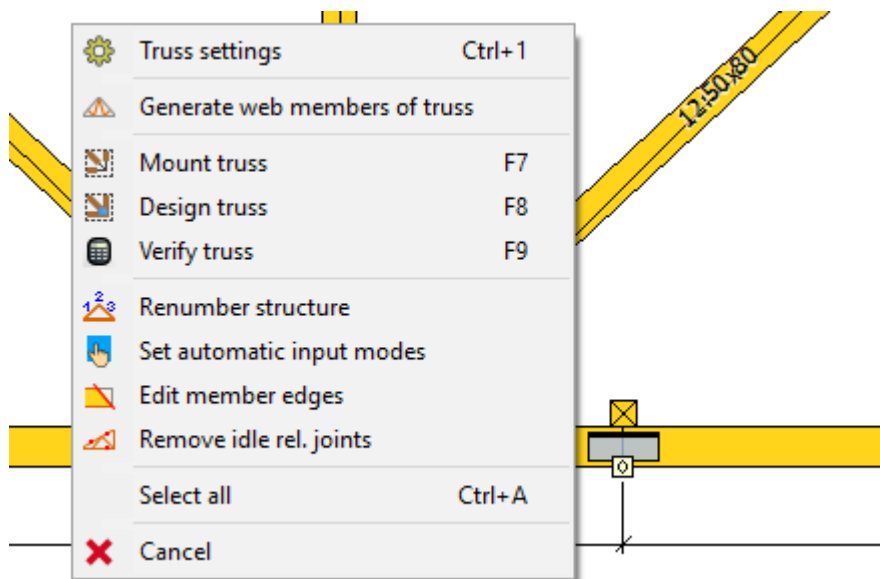 Truss settings Ctrl+1
Generate web members of truss
Mount truss F7
Design truss F8
Verify truss F9
123
Renumber structure
Set automatic input modes
Edit member edges
Remove idle rel. joints
Select all Ctrl+A
Cancel
12:50x80